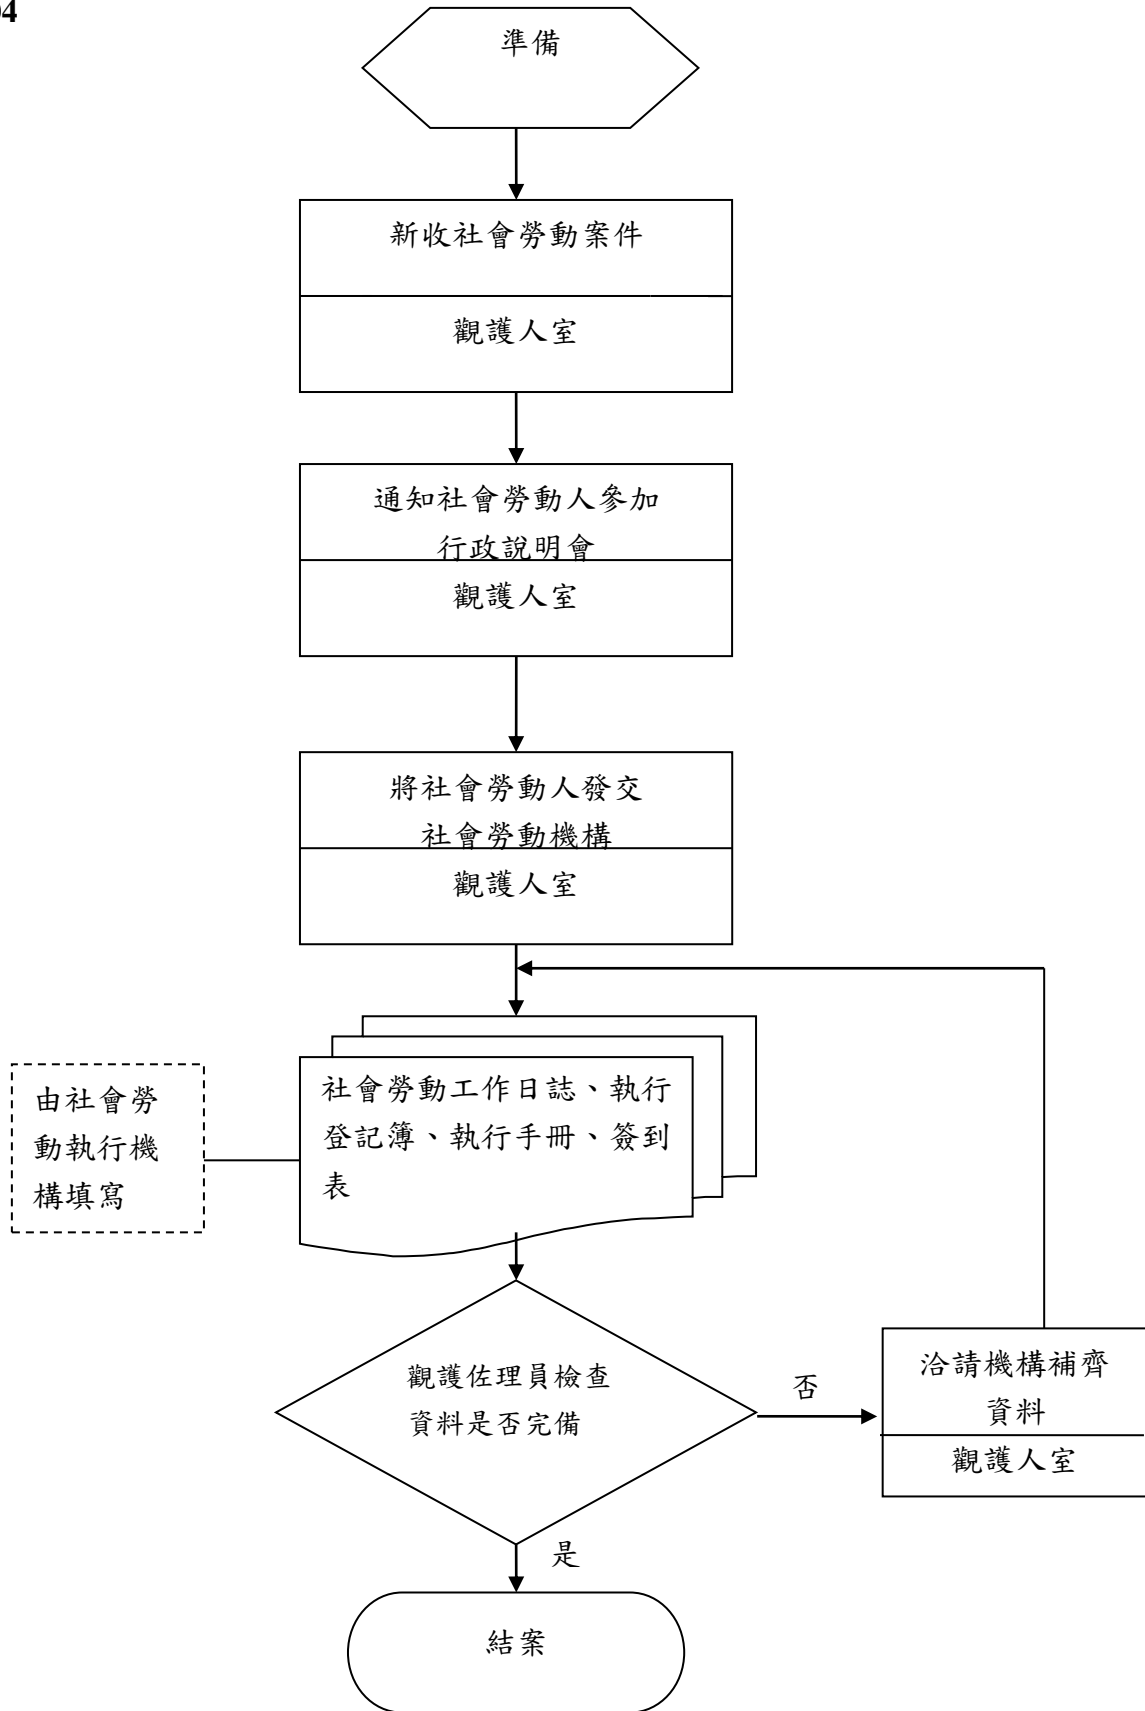 04
準備
新收社會勞動案件
觀護人室
通知社會勞動人參加
行政說明會
觀護人室
將社會勞動人發交
社會勞動機構
觀護人室
由社會勞
動執行機
構填寫
社會勞動工作日誌、執行
登記簿、執行手冊、簽到
表
觀護佐理員檢查
資料是否完備
否
洽請機構補齊
資料
觀護人室
是
結案